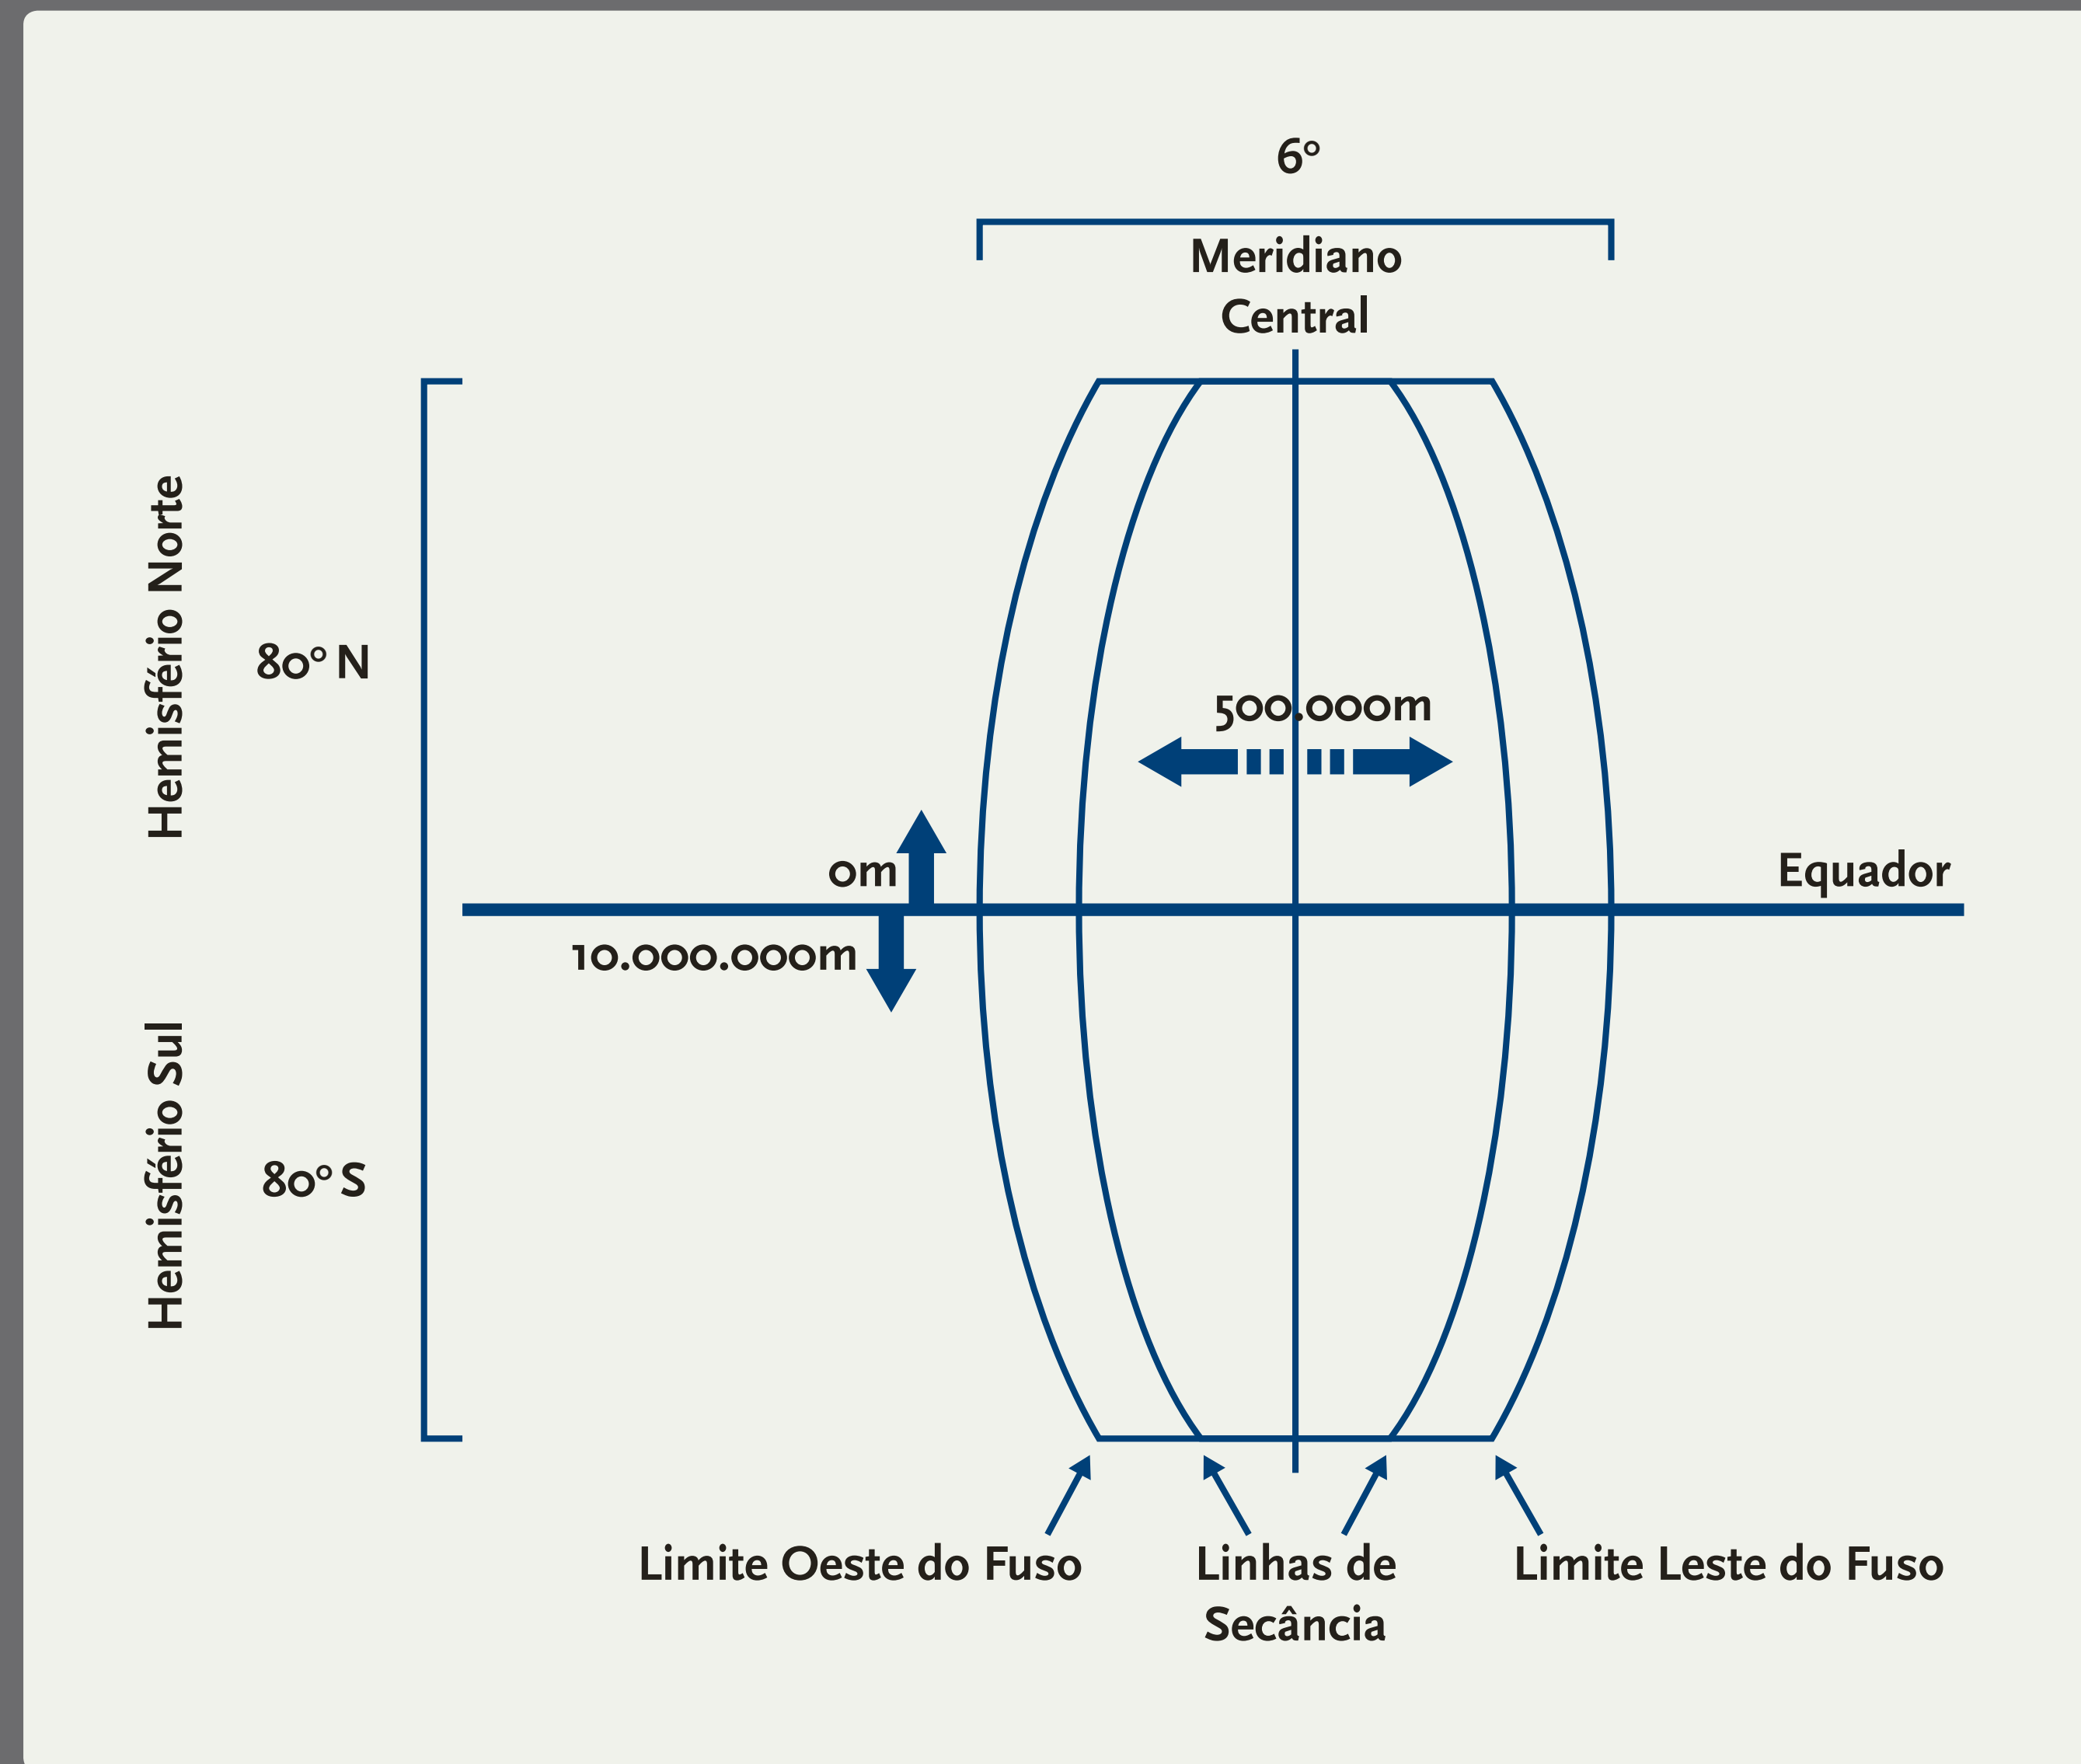 6°
Meridiano
Central
Hemisfério Norte
80° N
500.000m
0m
Equador
10.000.000m
Hemisfério Sul
80° S
Limite Oeste do Fuso
Linhas de
Secância
Limite Leste do Fuso